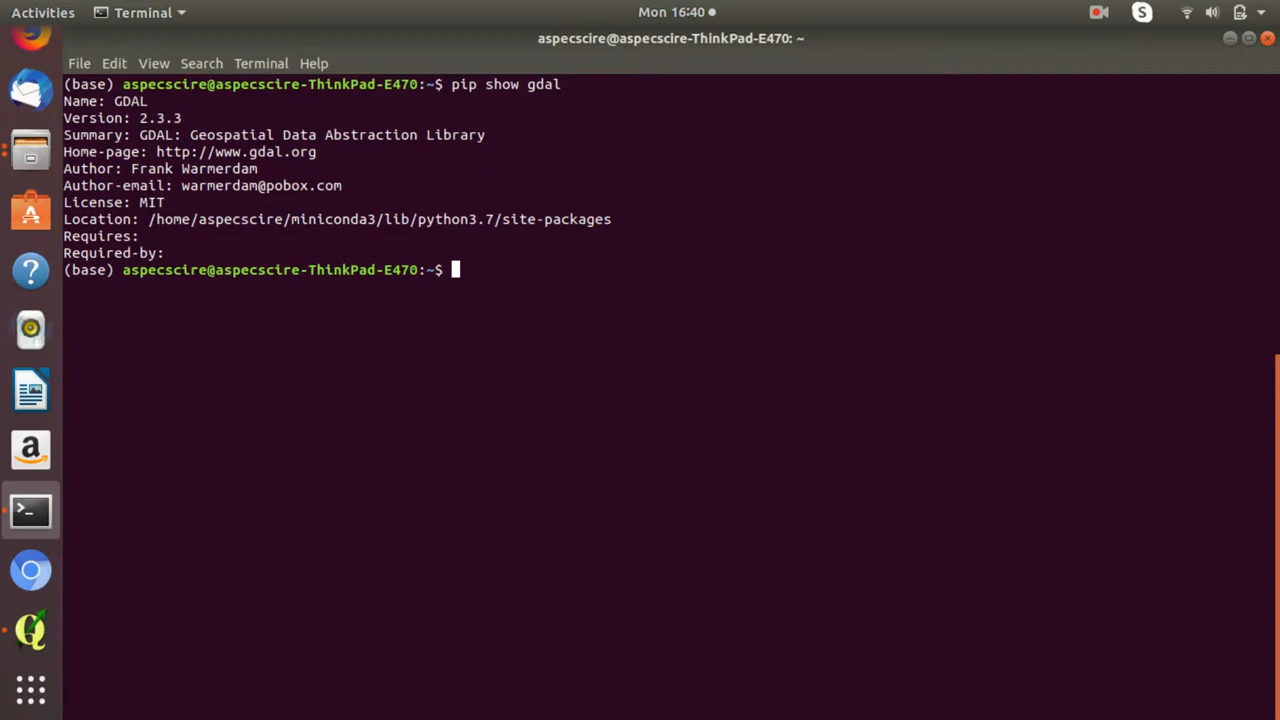 Activities
Terminal
Mon 16:40
aspecscire@aspecscire-ThinkPad-E470: ~
File Edit View Search Terminal Help
(base) aspecscire@aspecscire-ThinkPad-E470:~$ pip show gdal
Name: GDAL
Version: 2.3.3
Summary: GDAL: Geospatial Data Abstraction Library
Home-page: http://www.gdal.org
Author: Frank Warmerdam
Author-email: warmerdam@pobox.com
License: MIT
Location: /home/aspecscire/miniconda3/lib/python3.7/site-packages
Requires:
Required-by:
(base) aspecscire@aspecscire-ThinkPad-E470:~$